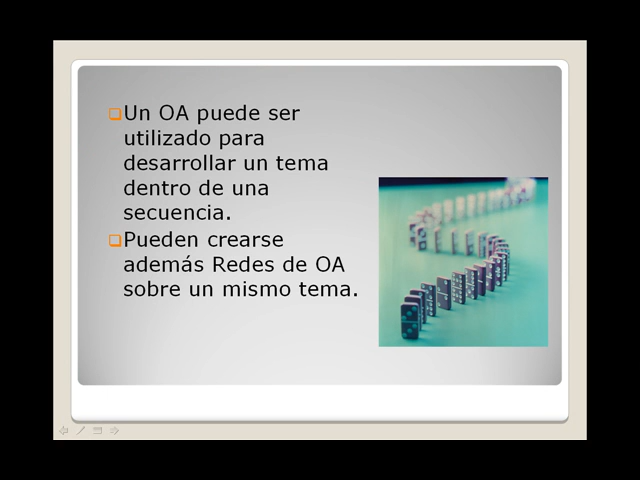 Un OA puede ser
utilizado para
desarrollar un tema
dentro de una
secuencia.
Pueden crearse
además Redes de OA
sobre un mismo tema.